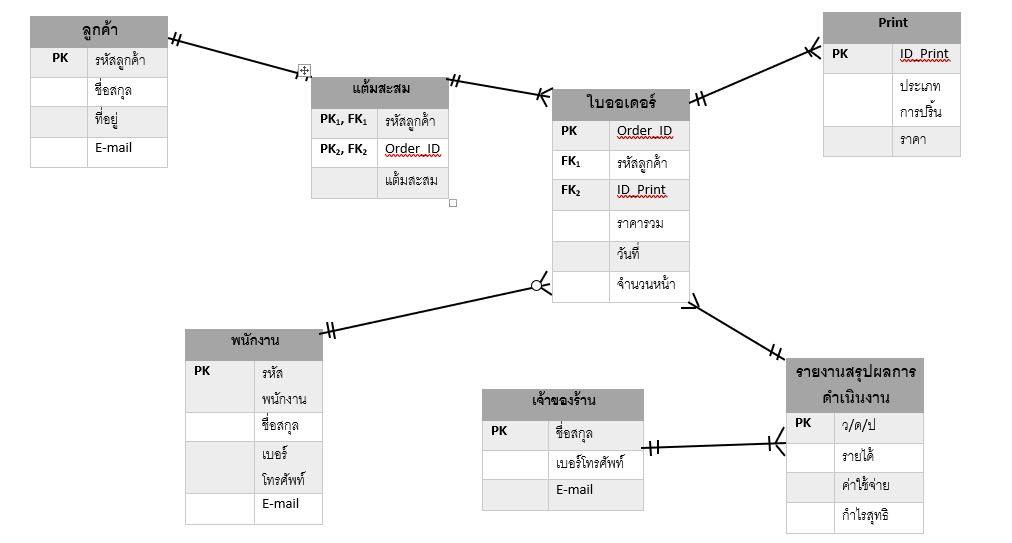 ลูกค้า
PK รหัสลูกค้า
ชื่อสกุล
ที่อยู่
E-mail
แต้มสะสม
PK₁, FK₁ รหัสลูกค้า
PK₂, FK₂ Order_ID
แต้มสะสม
ใบออเดอร์
PK Order_ID
FK₁ รหัสลูกค้า
FK₂ ID_Print
ราคารวม
วันที่
จำนวนหน้า
Print
PK ID_Print
ประเภท
การปริ้น
ราคา
พนักงาน
PK รหัส
พนักงาน
ชื่อสกุล
เบอร์
โทรศัพท์
E-mail
เจ้าของร้าน
PK ชื่อสกุล
เบอร์โทรศัพท์
E-mail
รายงานสรุปผลการ
ดำเนินงาน
PK ว/ด/ป
รายได้
ค่าใช้จ่าย
กำไรสุทธิ